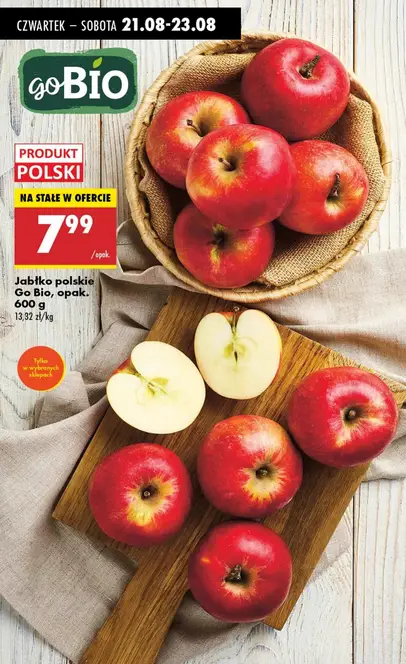 CZWARTEK – SOBOTA 21.08-23.08
goBIO
PRODUKT
POLSKI
NA STAŁE W OFERCIE
7 99
/opak.
Jabłko polskie
Go Bio, opak.
600 g
13,32 zł/kg
Tylko
w wybranych
sklepach